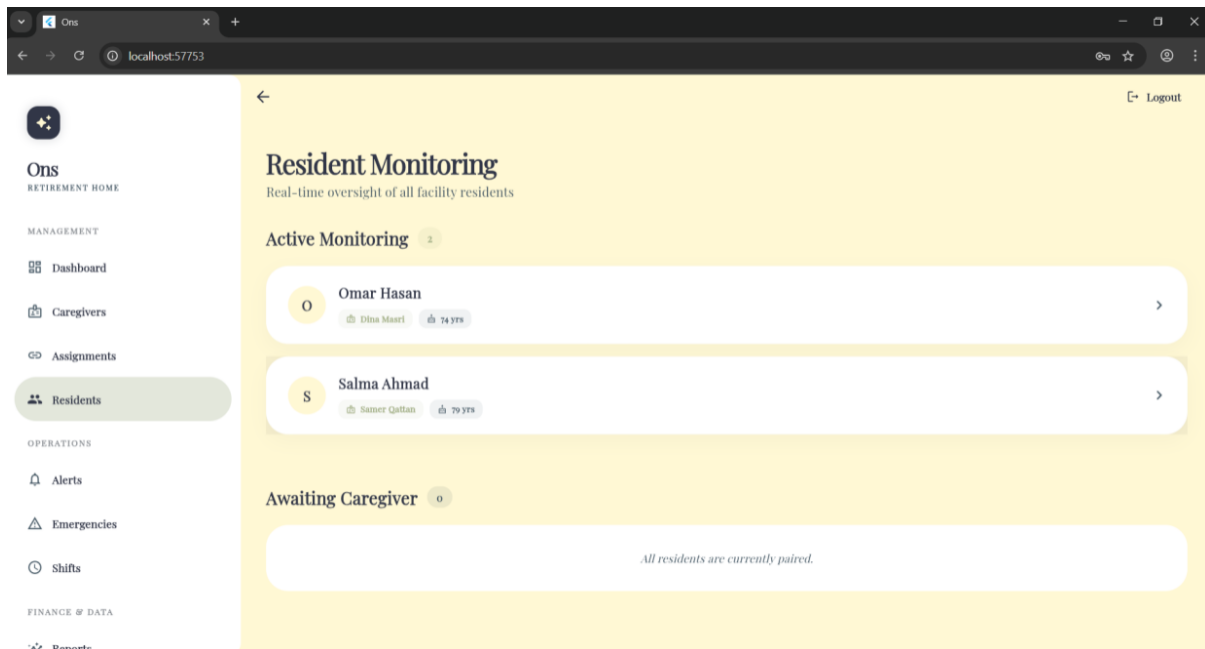 Ons
localhost:57753
Logout
Ons
RETIREMENT HOME
MANAGEMENT
Dashboard
Caregivers
Assignments
Residents
OPERATIONS
Alerts
Emergencies
Shifts
FINANCE & DATA
Reports
Resident Monitoring
Real-time oversight of all facility residents
Active Monitoring 2
O
Omar Hasan
Dina Masri 74 yrs
S
Salma Ahmad
Samer Qattan 79 yrs
Awaiting Caregiver 0
All residents are currently paired.